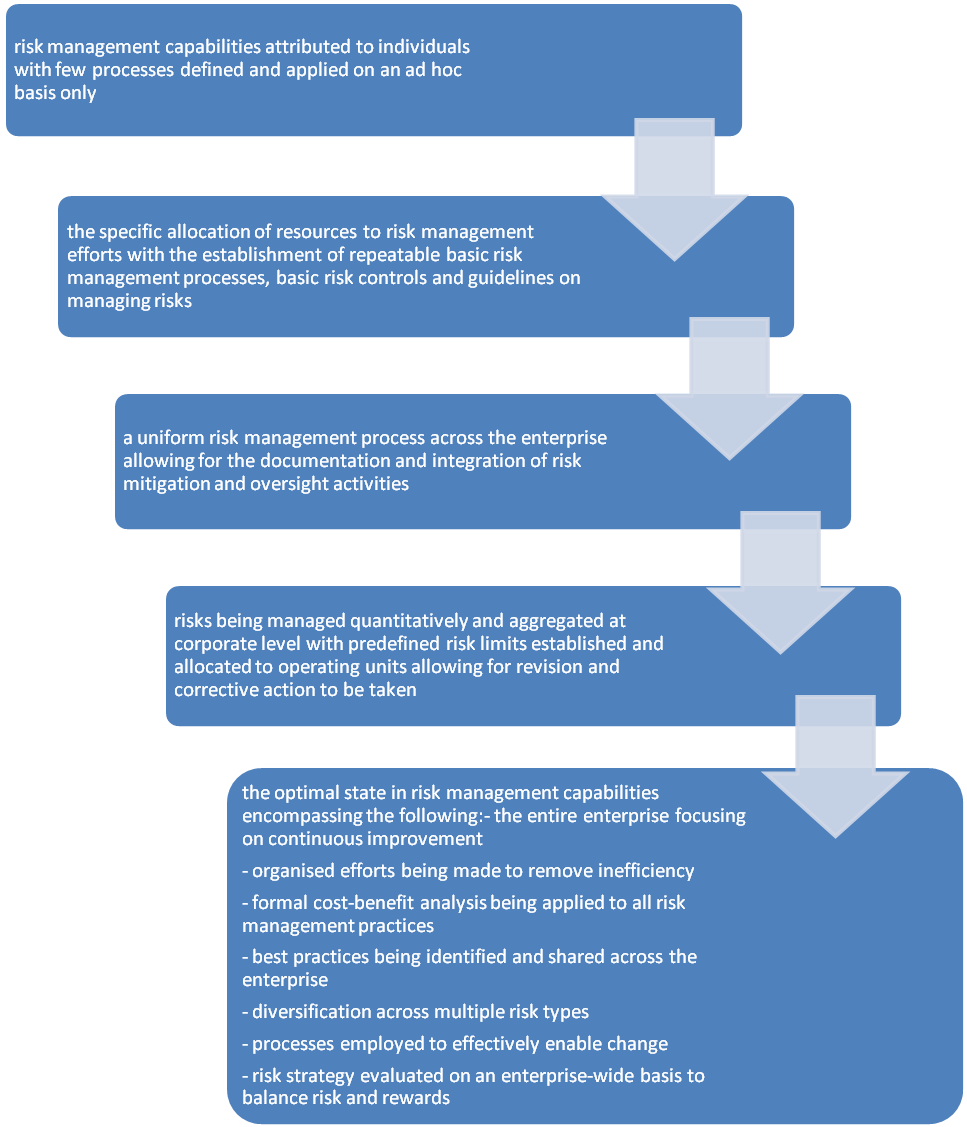 risk management capabilities attributed to individuals
with few processes defined and applied on an ad hoc
basis only
the specific allocation of resources to risk management
efforts with the establishment of repeatable basic risk
management processes, basic risk controls and guidelines on
managing risks
a uniform risk management process across the enterprise
allowing for the documentation and integration of risk
mitigation and oversight activities
risks being managed quantitatively and aggregated at
corporate level with predefined risk limits established and
allocated to operating units allowing for revision and
corrective action to be taken
the optimal state in risk management capabilities
encompassing the following:- the entire enterprise focusing
on continuous improvement
- organised efforts being made to remove inefficiency
- formal cost-benefit analysis being applied to all risk
management practices
- best practices being identified and shared across the
enterprise
- diversification across multiple risk types
- processes employed to effectively enable change
- risk strategy evaluated on an enterprise-wide basis to
balance risk and rewards